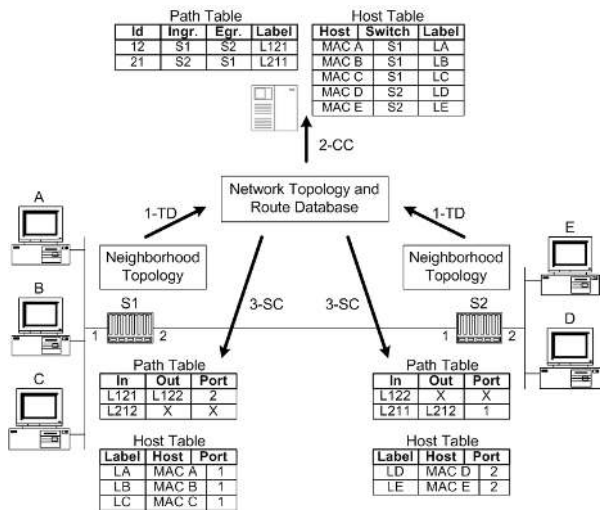 Path Table
Id Ingr. Egr. Label
12 S1 S2 L121
21 S2 S1 L211
Host Table
Host Switch Label
MAC A S1 LA
MAC B S1 LB
MAC C S1 LC
MAC D S2 LD
MAC E S2 LE
2-CC
Network Topology and
Route Database
1-TD
1-TD
A
Neighborhood
Topology
Neighborhood
Topology
E
B
S1
3-SC
3-SC
S2
D
1
2
1
2
C
Path Table
In Out Port
L121 L122 2
L212 X X
Path Table
In Out Port
L122 X X
L211 L212 1
Host Table
Label Host Port
LA MAC A 1
LB MAC B 1
LC MAC C 1
Host Table
Label Host Port
LD MAC D 2
LE MAC E 2